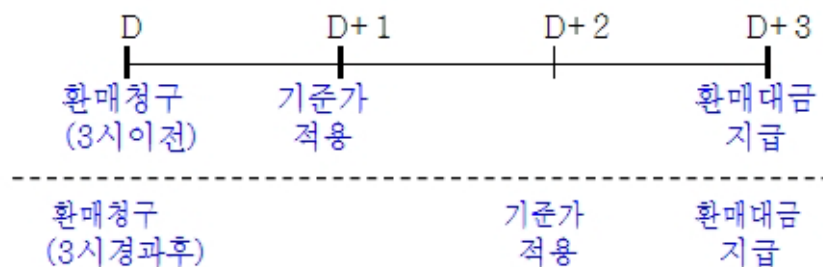 D D+1 D+2 D+3
환매청구 기준가 환매대금
(3시이전) 적용 지급
환매청구 기준가 환매대금
(3시경과후) 적용 지급